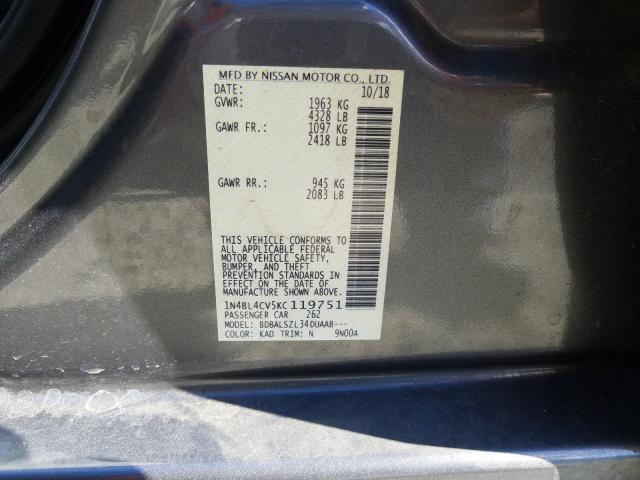 MFD BY NISSAN MOTOR CO., LTD.
DATE: 10/18
GVWR: 1963 KG
4328 LB
GAWR FR.: 1097 KG
2418 LB
GAWR RR.: 945 KG
2083 LB
THIS VEHICLE CONFORMS TO
ALL APPLICABLE FEDERAL
MOTOR VEHICLE SAFETY,
BUMPER, AND THEFT
PREVENTION STANDARDS IN
EFFECT ON THE DATE OF
MANUFACTURE SHOWN ABOVE.
1N4BL4CV5KC119751
PASSENGER CAR 262
MODEL: BDBALSZL34DUAAB---
COLOR: KAD TRIM: N 9N00A